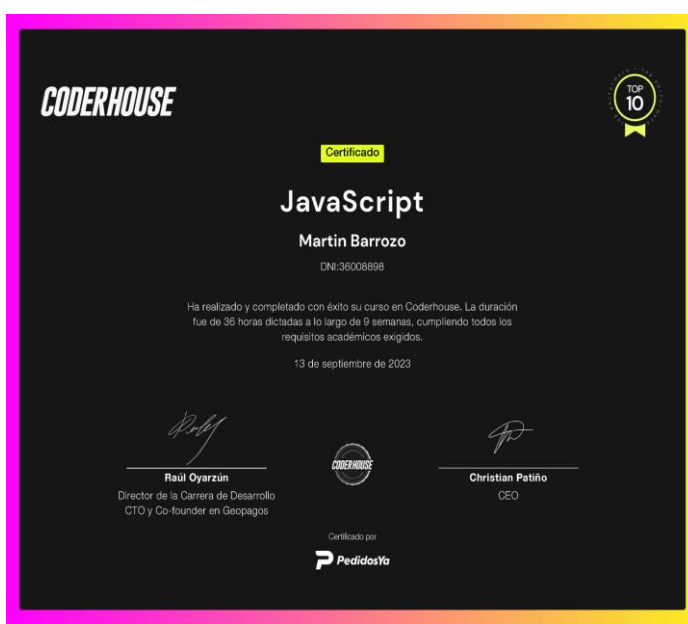 CODERHOUSE
TOP
10
Certificado
JavaScript
Martin Barrozo
DNI:36008898
Ha realizado y completado con éxito su curso en Coderhouse. La duración
fue de 36 horas dictadas a lo largo de 9 semanas, cumpliendo todos los
requisitos académicos exigidos.
13 de septiembre de 2023
Raúl Oyarzún
Director de la Carrera de Desarrollo
CTO y Co-founder en Geopagos
CODERHOUSE
Christian Patiño
CEO
Certificado por
PedidosYa